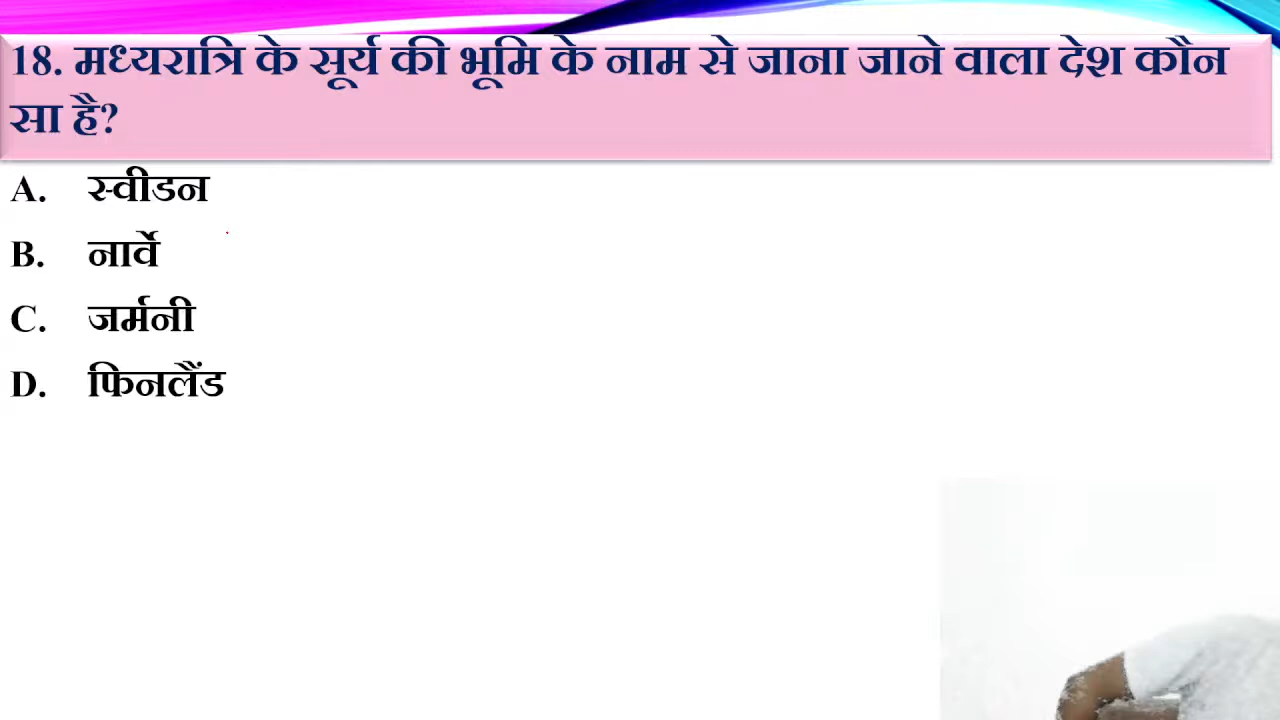 18. मध्यरात्रि के सूर्य की भूमि के नाम से जाना जाने वाला देश कौन
सा है?
A. स्वीडन
B. नार्वे
C. जर्मनी
D. फिनलैंड